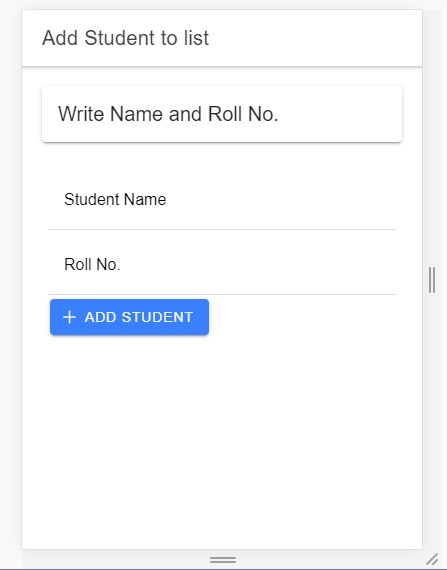 Add Student to list
Write Name and Roll No.
Student Name
Roll No.
+ ADD STUDENT